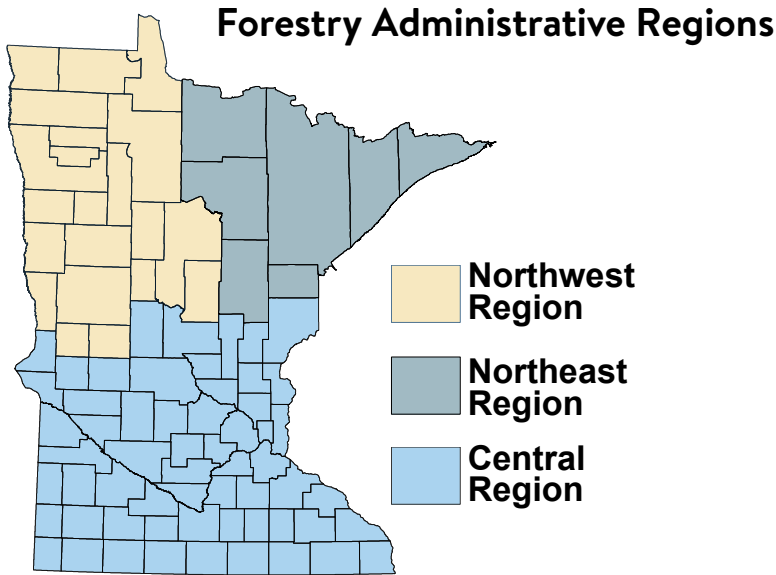 Forestry Administrative Regions
Northwest
Region
Northeast
Region
Central
Region